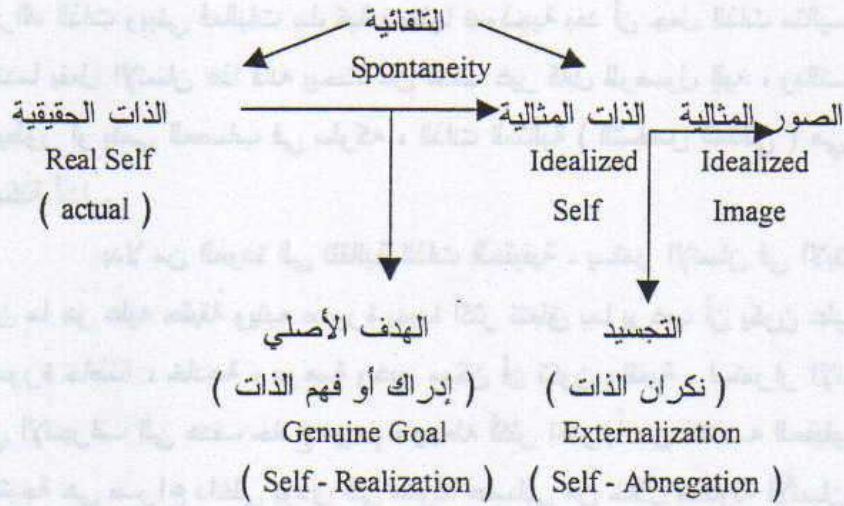 التلقائية
Spontaneity
الذات الحقيقية
Real Self
( actual )
الذات المثالية
Idealized
Self
الصور المثالية
Idealized
Image
الهدف الأصلي
( إدراك أو فهم الذات )
Genuine Goal
( Self - Realization )
التجسيد
( نكران الذات )
Externalization
( Self - Abnegation )